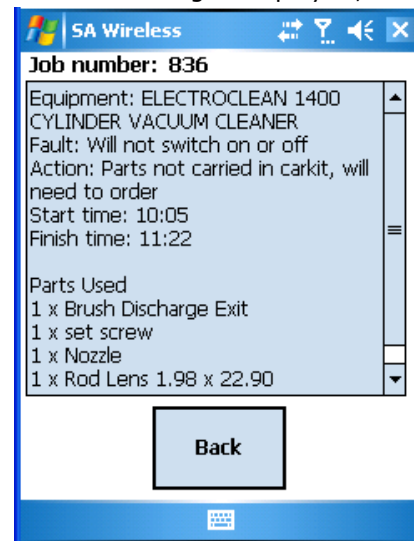 SA Wireless
Job number: 836
Equipment: ELECTROCLEAN 1400
CYLINDER VACUUM CLEANER
Fault: Will not switch on or off
Action: Parts not carried in carkit, will
need to order
Start time: 10:05
Finish time: 11:22
Parts Used
1 x Brush Discharge Exit
1 x set screw
1 x Nozzle
1 x Rod Lens 1.98 x 22.90
Back